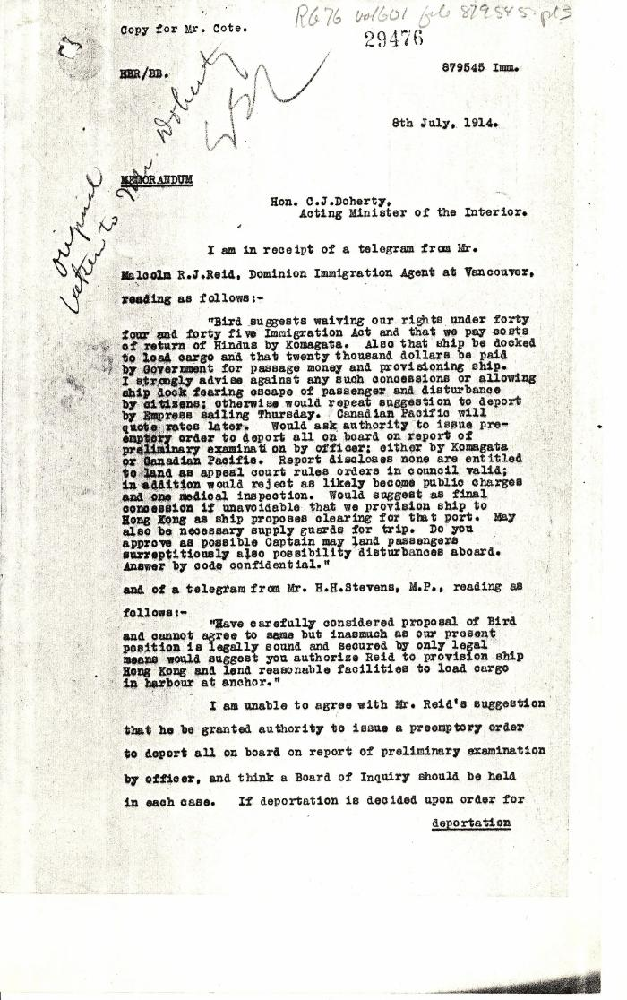 RG 76 vol 601 file 879545 pt 3
Copy for Mr. Cote.
29476
EBR/BB.
879545 Imm.
8th July, 1914.
original
taken to Mr Doherty
MEMORANDUM
Hon. C.J.Doherty,
Acting Minister of the Interior.
I am in receipt of a telegram from Mr.
Malcolm R.J.Reid, Dominion Immigration Agent at Vancouver,
reading as follows:-
"Bird suggests waiving our rights under forty
four and forty five Immigration Act and that we pay costs
of return of Hindus by Komagata. Also that ship be docked
to load cargo and that twenty thousand dollars be paid
by Government for passage money and provisioning ship.
I strongly advise against any such concessions or allowing
ship dock fearing escape of passenger and disturbance
by citizens; otherwise would repeat suggestion to deport
by Empress sailing Thursday. Canadian Pacific will
quote rates later. Would ask authority to issue pre-
emptory order to deport all on board on report of
preliminary examination by officer; either by Komagata
or Canadian Pacific. Report discloses none are entitled
to land as appeal court rules orders in council valid;
in addition would reject as likely become public charges
and one medical inspection. Would suggest as final
concession if unavoidable that we provision ship to
Hong Kong as ship proposes clearing for that port. May
also be necessary supply guards for trip. Do you
approve as possible Captain may land passengers
surreptitiously also possibility disturbances aboard.
Answer by code confidential."
and of a telegram from Mr. H.H.Stevens, M.P., reading as
follows:-
"Have carefully considered proposal of Bird
and cannot agree to same but inasmuch as our present
position is legally sound and secured by only legal
means would suggest you authorize Reid to provision ship
Hong Kong and lend reasonable facilities to load cargo
in harbour at anchor."
I am unable to agree with Mr. Reid's suggestion
that he be granted authority to issue a preemptory order
to deport all on board on report of preliminary examination
by officer, and think a Board of Inquiry should be held
in each case. If deportation is decided upon order for
deportation